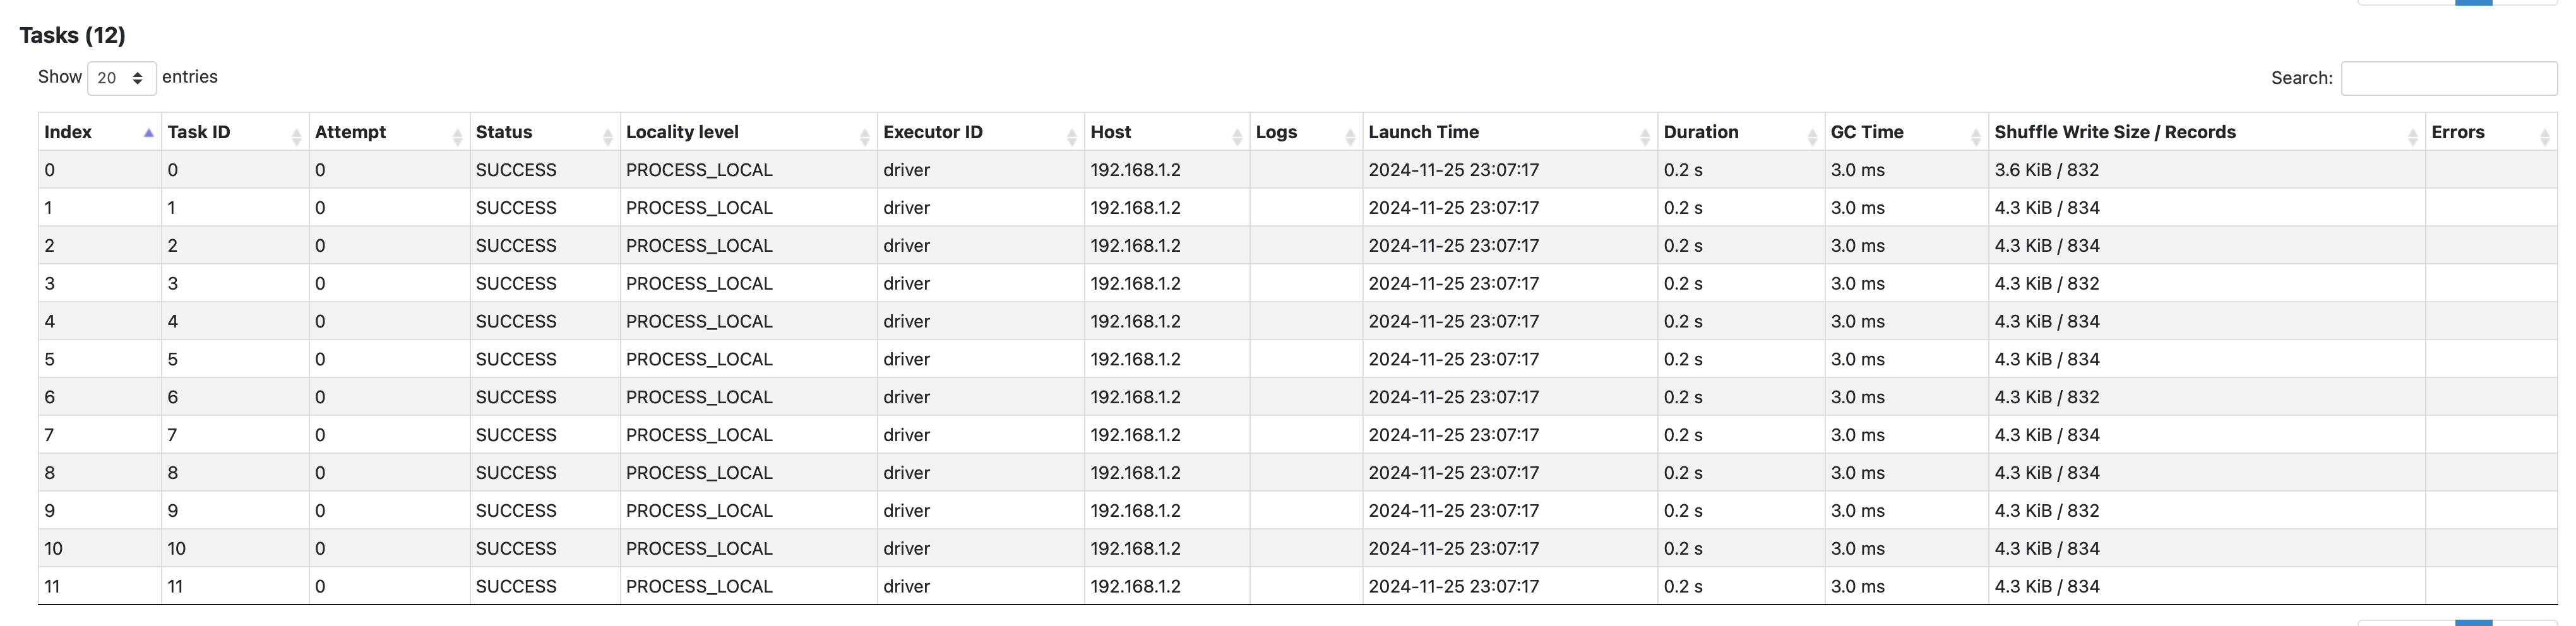 Tasks (12)
Show 20 entries Search:
Index Task ID Attempt Status Locality level Executor ID Host Logs Launch Time Duration GC Time Shuffle Write Size / Records Errors
0 0 0 SUCCESS PROCESS_LOCAL driver 192.168.1.2 2024-11-25 23:07:17 0.2 s 3.0 ms 3.6 KiB / 832
1 1 0 SUCCESS PROCESS_LOCAL driver 192.168.1.2 2024-11-25 23:07:17 0.2 s 3.0 ms 4.3 KiB / 834
2 2 0 SUCCESS PROCESS_LOCAL driver 192.168.1.2 2024-11-25 23:07:17 0.2 s 3.0 ms 4.3 KiB / 834
3 3 0 SUCCESS PROCESS_LOCAL driver 192.168.1.2 2024-11-25 23:07:17 0.2 s 3.0 ms 4.3 KiB / 832
4 4 0 SUCCESS PROCESS_LOCAL driver 192.168.1.2 2024-11-25 23:07:17 0.2 s 3.0 ms 4.3 KiB / 834
5 5 0 SUCCESS PROCESS_LOCAL driver 192.168.1.2 2024-11-25 23:07:17 0.2 s 3.0 ms 4.3 KiB / 834
6 6 0 SUCCESS PROCESS_LOCAL driver 192.168.1.2 2024-11-25 23:07:17 0.2 s 3.0 ms 4.3 KiB / 832
7 7 0 SUCCESS PROCESS_LOCAL driver 192.168.1.2 2024-11-25 23:07:17 0.2 s 3.0 ms 4.3 KiB / 834
8 8 0 SUCCESS PROCESS_LOCAL driver 192.168.1.2 2024-11-25 23:07:17 0.2 s 3.0 ms 4.3 KiB / 834
9 9 0 SUCCESS PROCESS_LOCAL driver 192.168.1.2 2024-11-25 23:07:17 0.2 s 3.0 ms 4.3 KiB / 832
10 10 0 SUCCESS PROCESS_LOCAL driver 192.168.1.2 2024-11-25 23:07:17 0.2 s 3.0 ms 4.3 KiB / 834
11 11 0 SUCCESS PROCESS_LOCAL driver 192.168.1.2 2024-11-25 23:07:17 0.2 s 3.0 ms 4.3 KiB / 834